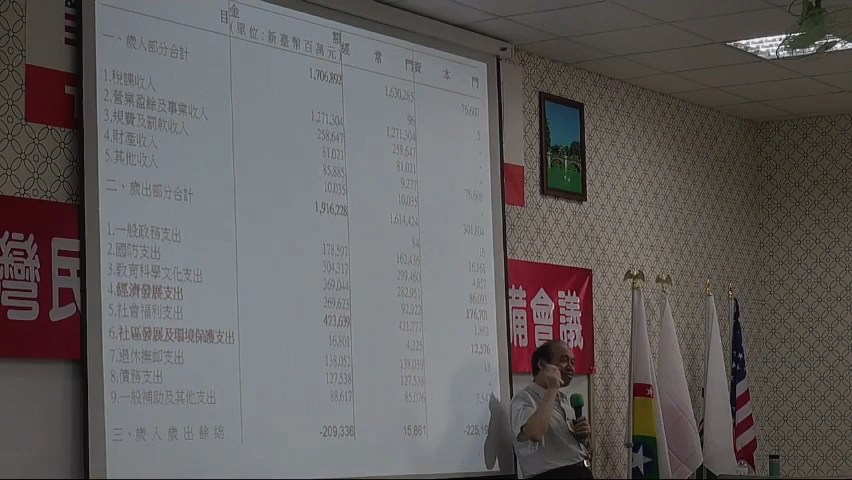 金 額 經 常 門 資 本 門
目 (單位:新臺幣百萬元)
一、歲入部分合計 1,706,892 1,630,285 76,607
1.稅課收入 1,271,304 1,271,304
2.營業盈餘及事業收入 258,647 258,647
3.規費及罰款收入 81,021 81,021
4.財產收入 85,885 9,277 76,608
5.其他收入 10,035 10,035
二、歲出部分合計 1,916,228 1,614,424 301,804
1.一般政務支出 178,597 162,436 16,161
2.國防支出 304,317 299,460 4,857
3.教育科學文化支出 369,044 282,951 86,093
4.經濟發展支出 269,623 92,922 176,701
5.社會福利支出 423,639 421,777 1,862
6.社區發展及環境保護支出 16,801 4,225 12,576
7.退休撫卹支出 138,052 138,039 13
8.債務支出 127,538 127,538
9.一般補助及其他支出 88,617 85,076
三、歲入歲出餘絀 -209,336 15,861
灣民
備會議